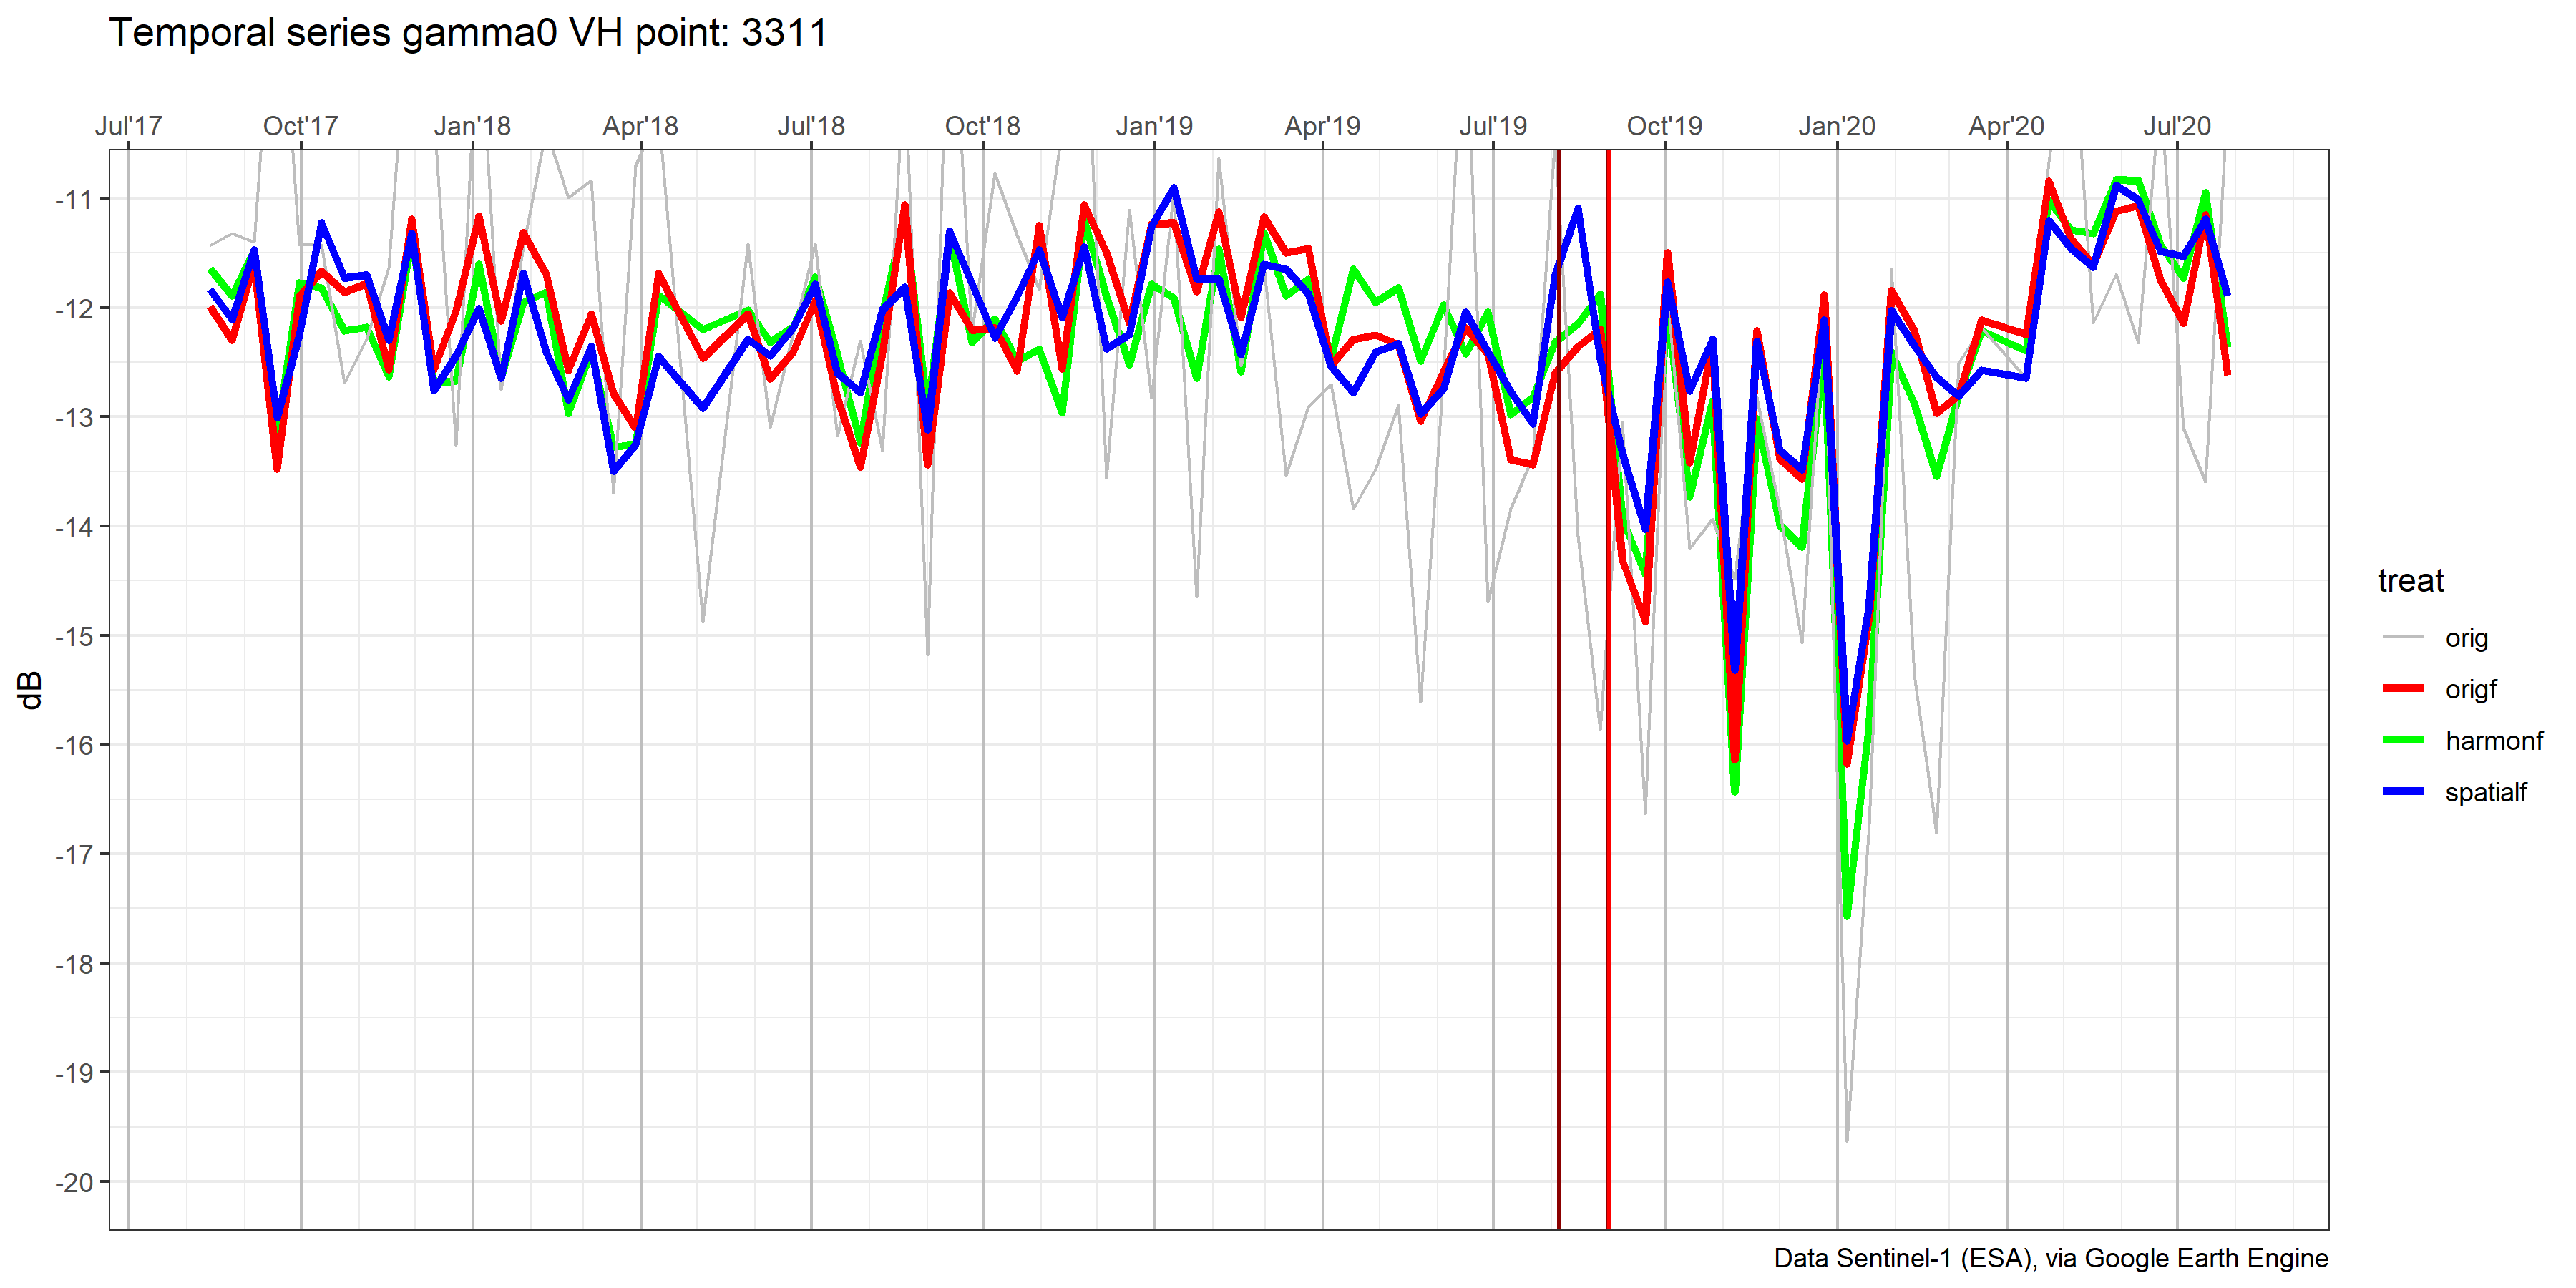 Temporal series gamma0 VH point: 3311
Jul'17 Oct'17 Jan'18 Apr'18 Jul'18 Oct'18 Jan'19 Apr'19 Jul'19 Oct'19 Jan'20 Apr'20 Jul'20
-11
-12
-13
-14
-15
-16
-17
-18
-19
-20
dB
treat
orig
origf
harmonf
spatialf
Data Sentinel-1 (ESA), via Google Earth Engine